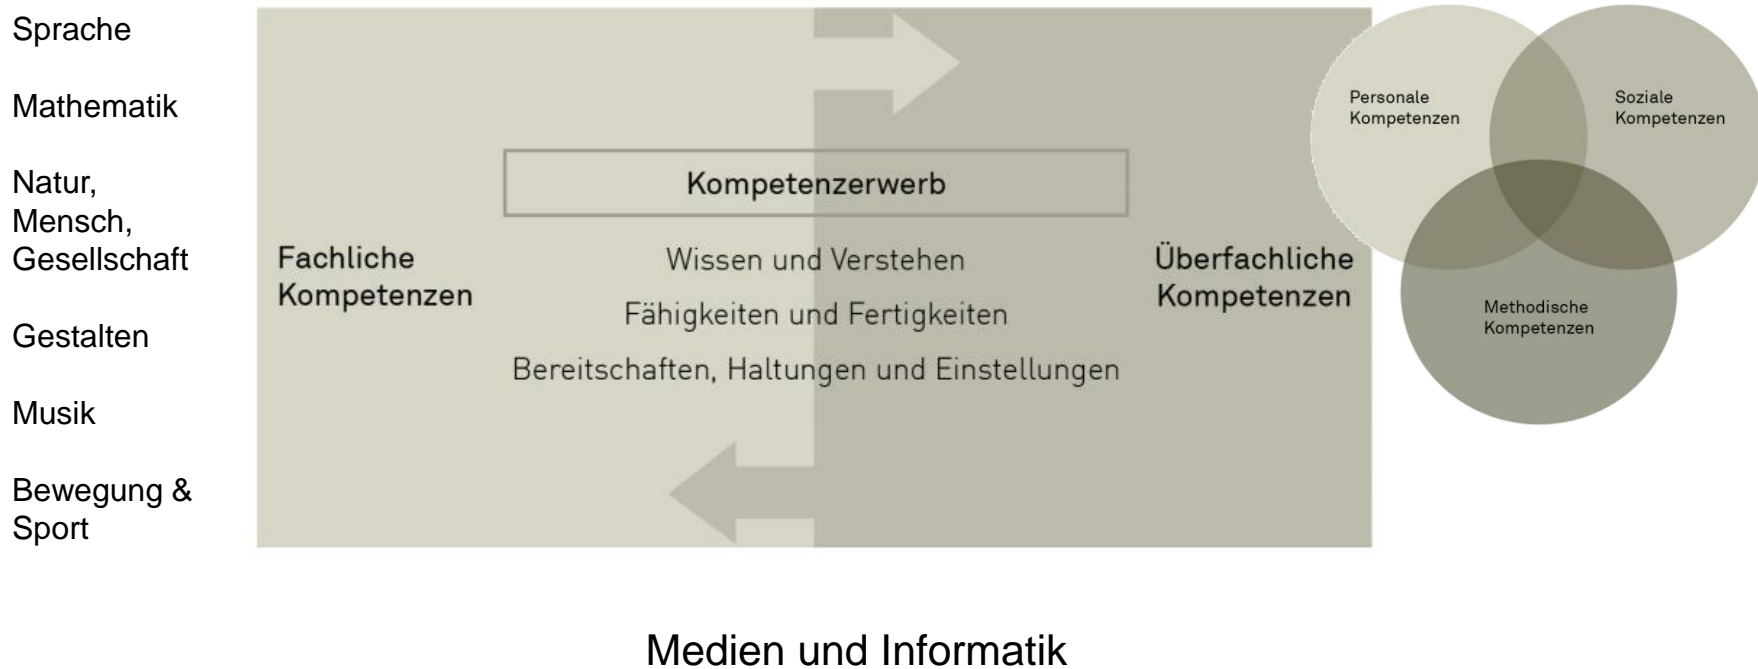 Sprache
Mathematik
Natur,
Mensch,
Gesellschaft
Gestalten
Musik
Bewegung &
Sport
Kompetenzerwerb
Fachliche
Kompetenzen
Wissen und Verstehen
Fähigkeiten und Fertigkeiten
Bereitschaften, Haltungen und Einstellungen
Überfachliche
Kompetenzen
Personale
Kompetenzen
Soziale
Kompetenzen
Methodische
Kompetenzen
Medien und Informatik